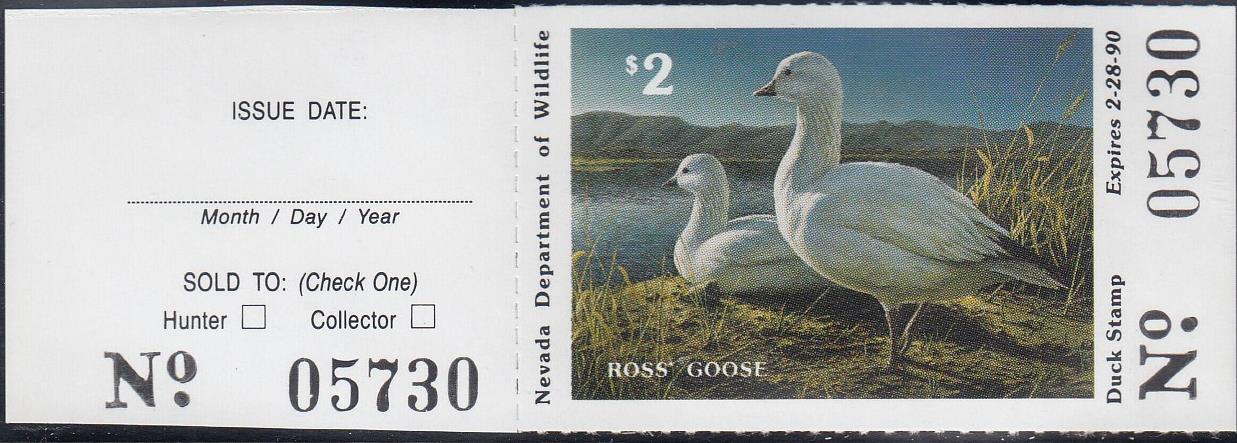 ISSUE DATE:
Month / Day / Year
SOLD TO: (Check One)
Hunter Collector
Nº 05730
Nevada Department of Wildlife
$2
ROSS' GOOSE
Duck Stamp Expires 2-28-90
Nº 05730